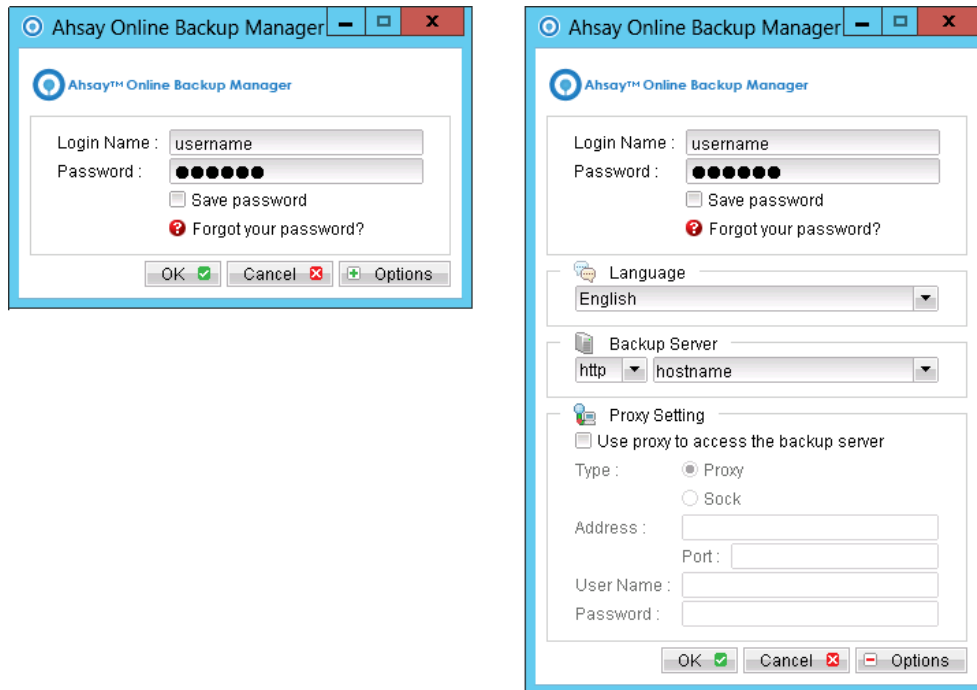 Ahsay Online Backup Manager
Ahsay™ Online Backup Manager
Login Name : username
Password : ●●●●●●
Save password
Forgot your password?
OK Cancel Options
Ahsay Online Backup Manager
Ahsay™ Online Backup Manager
Login Name : username
Password : ●●●●●●
Save password
Forgot your password?
Language
English
Backup Server
http hostname
Proxy Setting
Use proxy to access the backup server
Type : Proxy
Sock
Address :
Port :
User Name :
Password :
OK Cancel Options